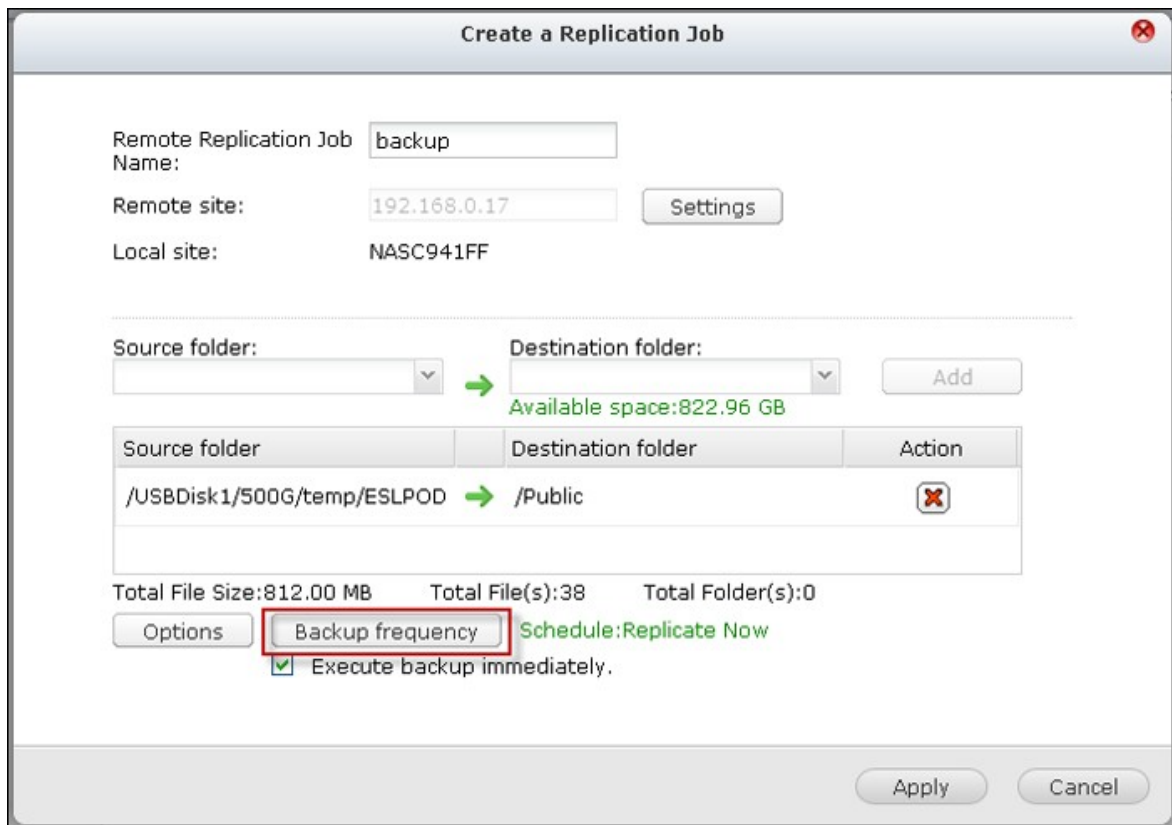 Create a Replication Job
Remote Replication Job Name:
backup
Remote site:
192.168.0.17
Settings
Local site:
NASC941FF
Source folder:
Destination folder:
Add
Available space:822.96 GB
Source folder
Destination folder
Action
/USBDisk1/500G/temp/ESLPOD
/Public
Total File Size:812.00 MB
Total File(s):38
Total Folder(s):0
Options
Backup frequency
Schedule:Replicate Now
Execute backup immediately.
Apply
Cancel